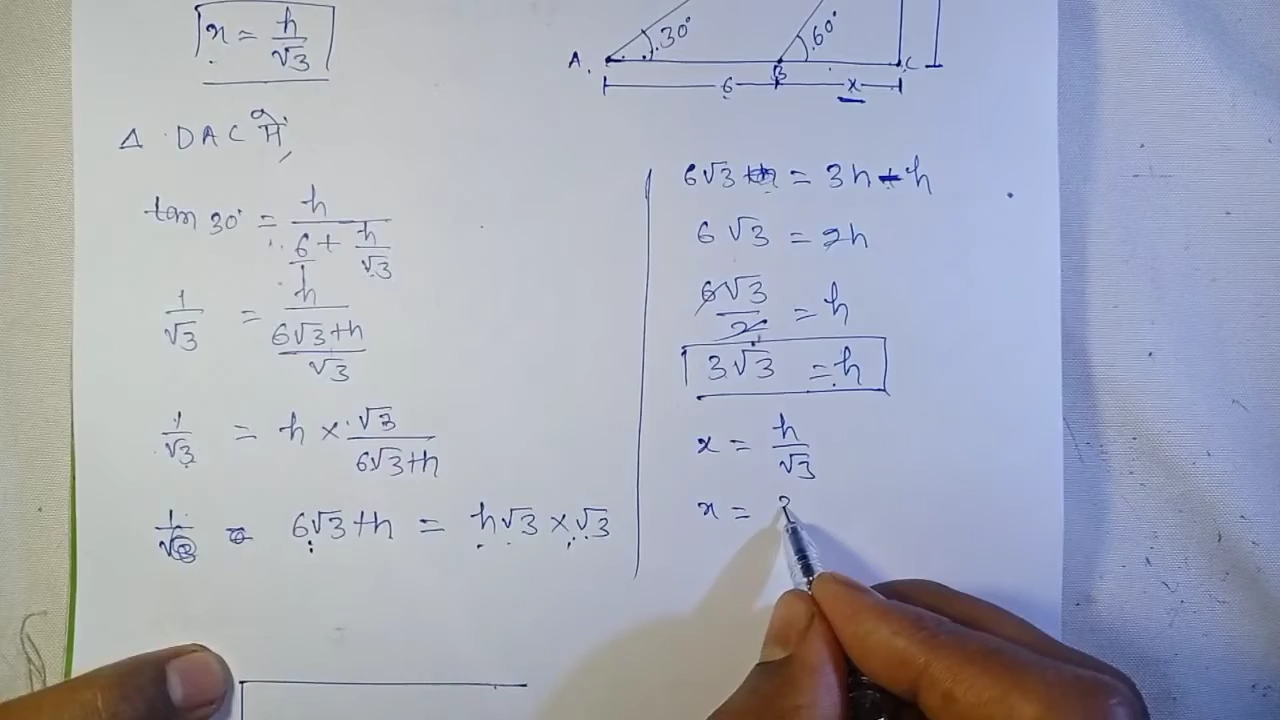 x = h/√3
30°
60°
A
B
C
6
x
Δ DAC में,
tan 30° = h/(6 + h/√3)
1/√3 = h/((6√3+h)/√3)
1/√3 = h × √3/(6√3+h)
6√3+h = h√3 × √3
6√3 = 3h - h
6√3 = 2h
6√3/2 = h
3√3 = h
x = h/√3
x =